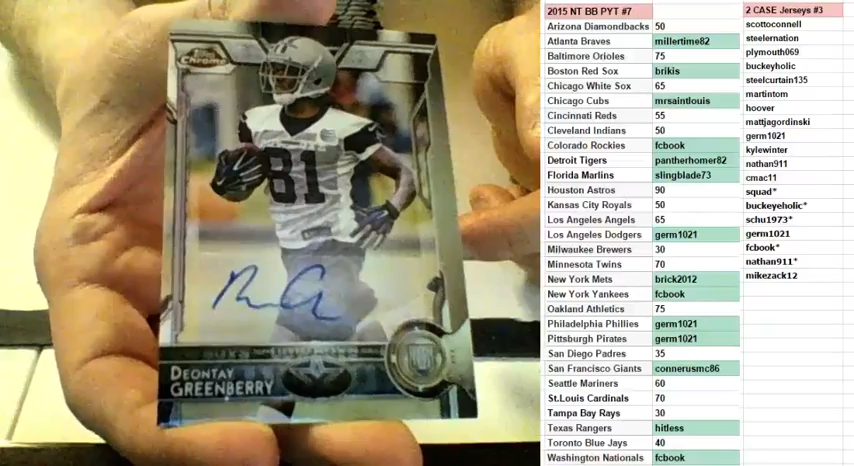 Topps
Chrome
81
DEONTAY
GREENBERRY
2015 NT BB PYT #7
Arizona Diamondbacks 50
Atlanta Braves millertime82
Baltimore Orioles 75
Boston Red Sox brikis
Chicago White Sox 65
Chicago Cubs mrsaintlouis
Cincinnati Reds 55
Cleveland Indians 50
Colorado Rockies fcbook
Detroit Tigers pantherhomer82
Florida Marlins slingblade73
Houston Astros 90
Kansas City Royals 50
Los Angeles Angels 65
Los Angeles Dodgers germ1021
Milwaukee Brewers 30
Minnesota Twins 70
New York Mets brick2012
New York Yankees fcbook
Oakland Athletics 75
Philadelphia Phillies germ1021
Pittsburgh Pirates germ1021
San Diego Padres 35
San Francisco Giants connerusmc86
Seattle Mariners 60
St.Louis Cardinals 70
Tampa Bay Rays 30
Texas Rangers hitless
Toronto Blue Jays 40
Washington Nationals fcbook
2 CASE Jerseys #3
scottoconnell
steelernation
plymouth069
buckeyholic
steelcurtain135
martintom
hoover
mattjagordinski
germ1021
kylewinter
nathan911
cmac11
squad*
buckeyeholic*
schu1973*
germ1021
fcbook*
nathan911*
mikezack12